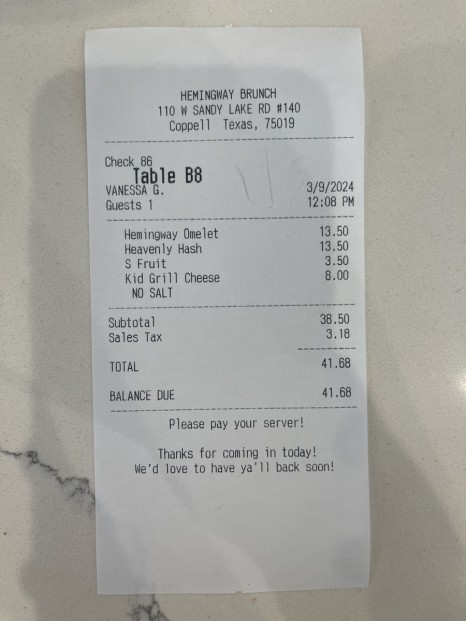 HEMINGWAY BRUNCH
110 W SANDY LAKE RD #140
Coppell Texas, 75019
Check 86
Table B8
VANESSA G. 3/9/2024
Guests 1 12:08 PM
Hemingway Omelet 13.50
Heavenly Hash 13.50
S Fruit 3.50
Kid Grill Cheese 8.00
NO SALT
Subtotal 38.50
Sales Tax 3.18
TOTAL 41.68
BALANCE DUE 41.68
Please pay your server!
Thanks for coming in today!
We'd love to have ya'll back soon!